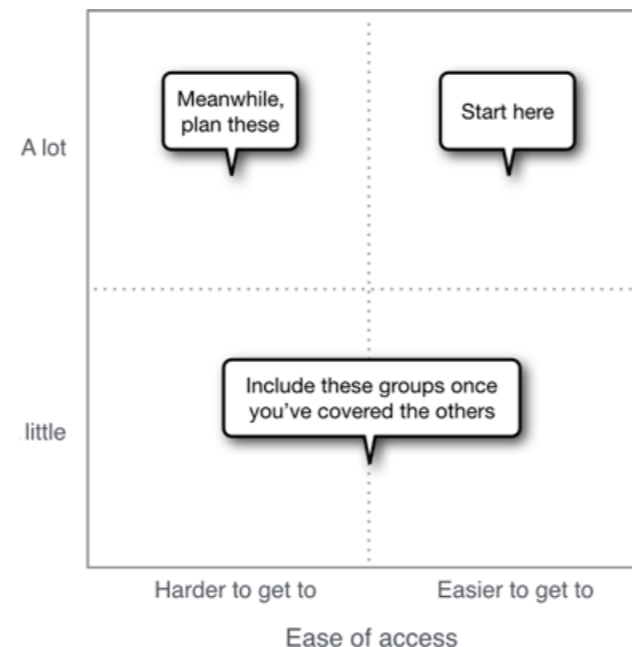 Meanwhile,
plan these
Start here
A lot
Include these groups once
you've covered the others
little
Harder to get to
Easier to get to
Ease of access